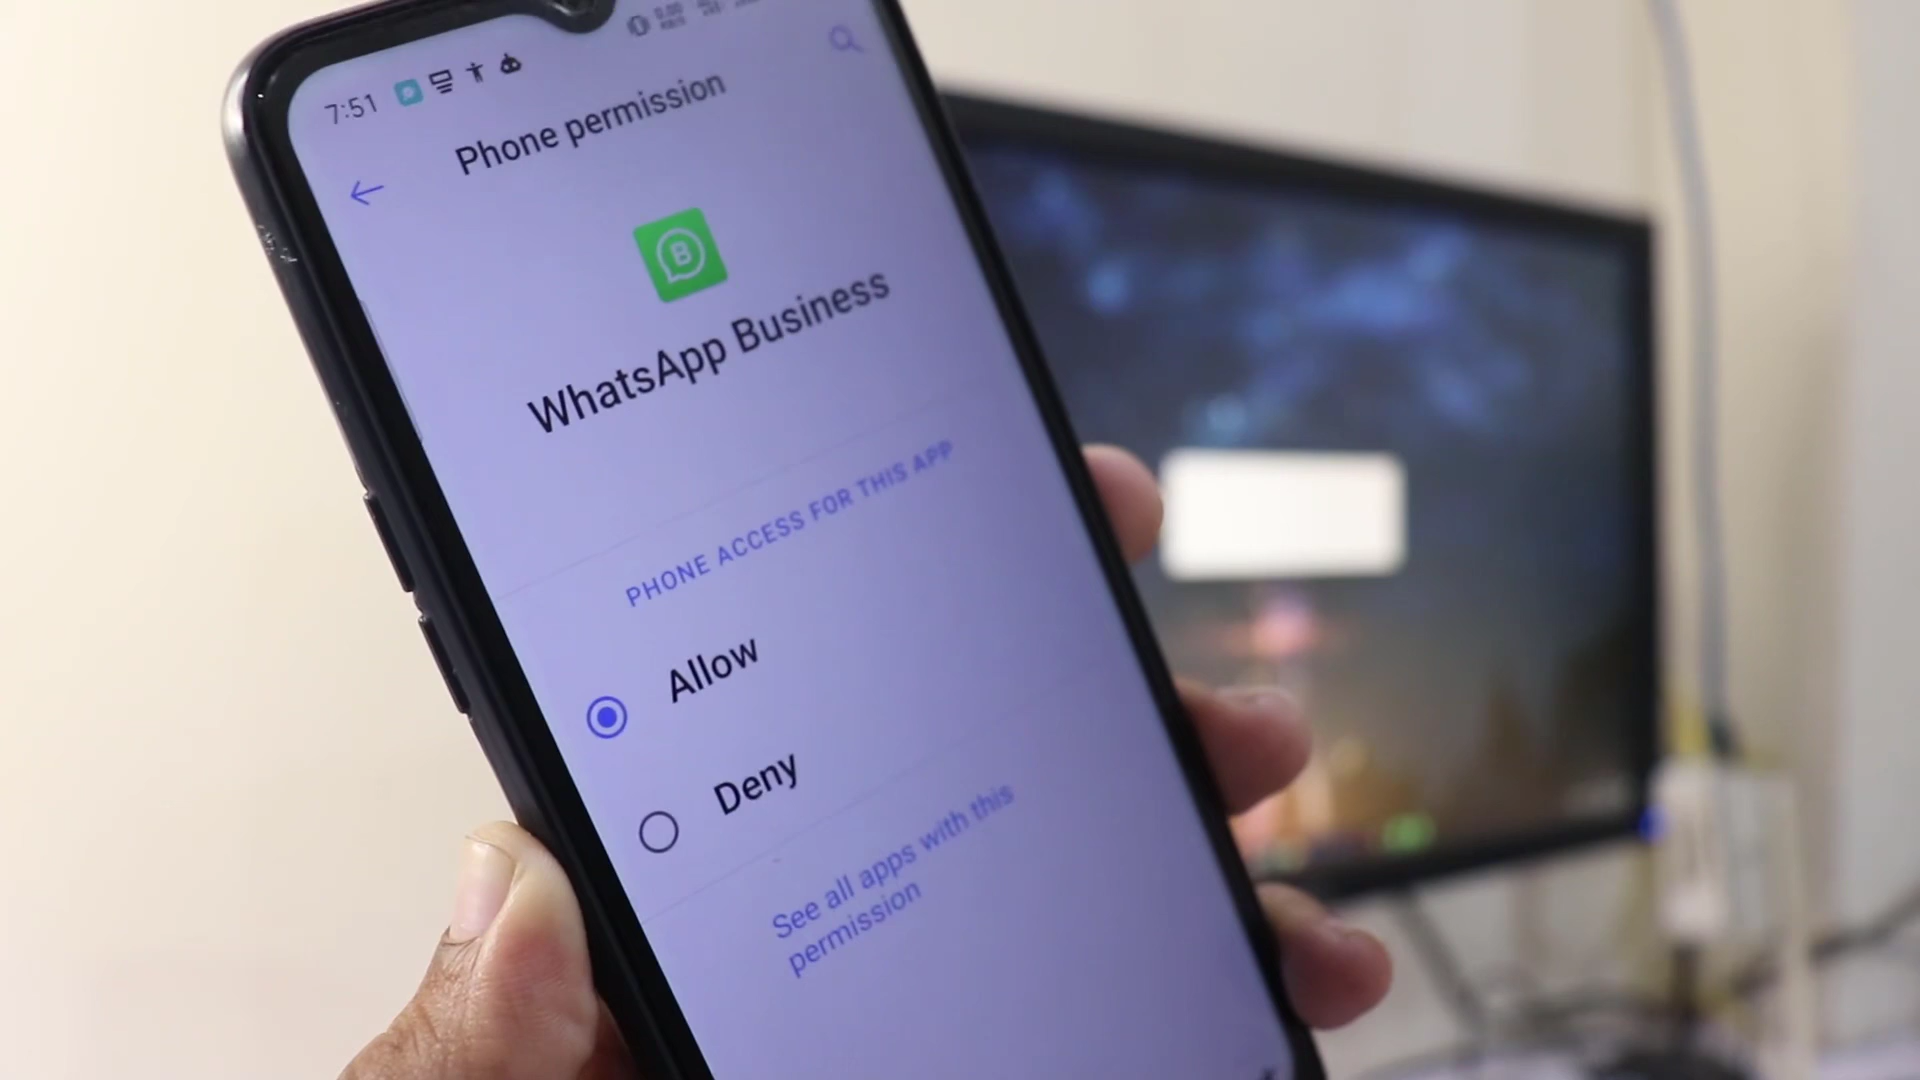 7:51
Phone permission
B
WhatsApp Business
PHONE ACCESS FOR THIS APP
Allow
Deny
See all apps with this
permission